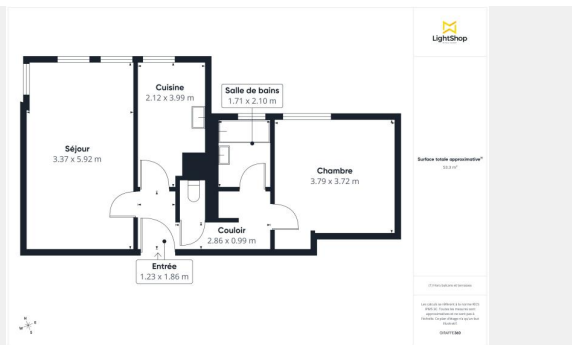 LightShop
Cuisine
2.12 x 3.99 m
Salle de bains
1.71 x 2.10 m
Séjour
3.37 x 5.92 m
Chambre
3.79 x 3.72 m
Surface totale approximative
Couloir
2.86 x 0.99 m
Entrée
1.23 x 1.86 m
N
E
W
S
GIRAFFE360